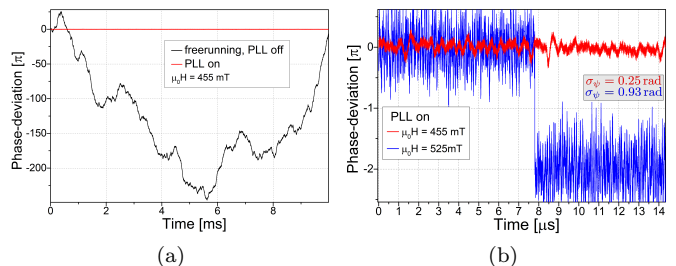 0
-50
-100
-150
-200
Phase-deviation [π]
freerunning, PLL off
PLL on
μ₀H = 455 mT
0 2 4 6 8
Time [ms]
(a)
0
-1
-2
Phase-deviation [π]
σψ = 0.25 rad
σψ = 0.93 rad
PLL on
μ₀H = 455 mT
μ₀H = 525mT
0 1 2 3 4 5 6 7 8 9 10 11 12 13 14
Time [μs]
(b)